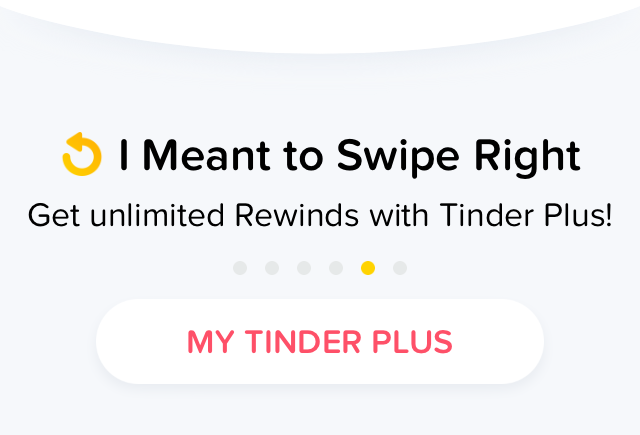 I Meant to Swipe Right
Get unlimited Rewinds with Tinder Plus!
MY TINDER PLUS